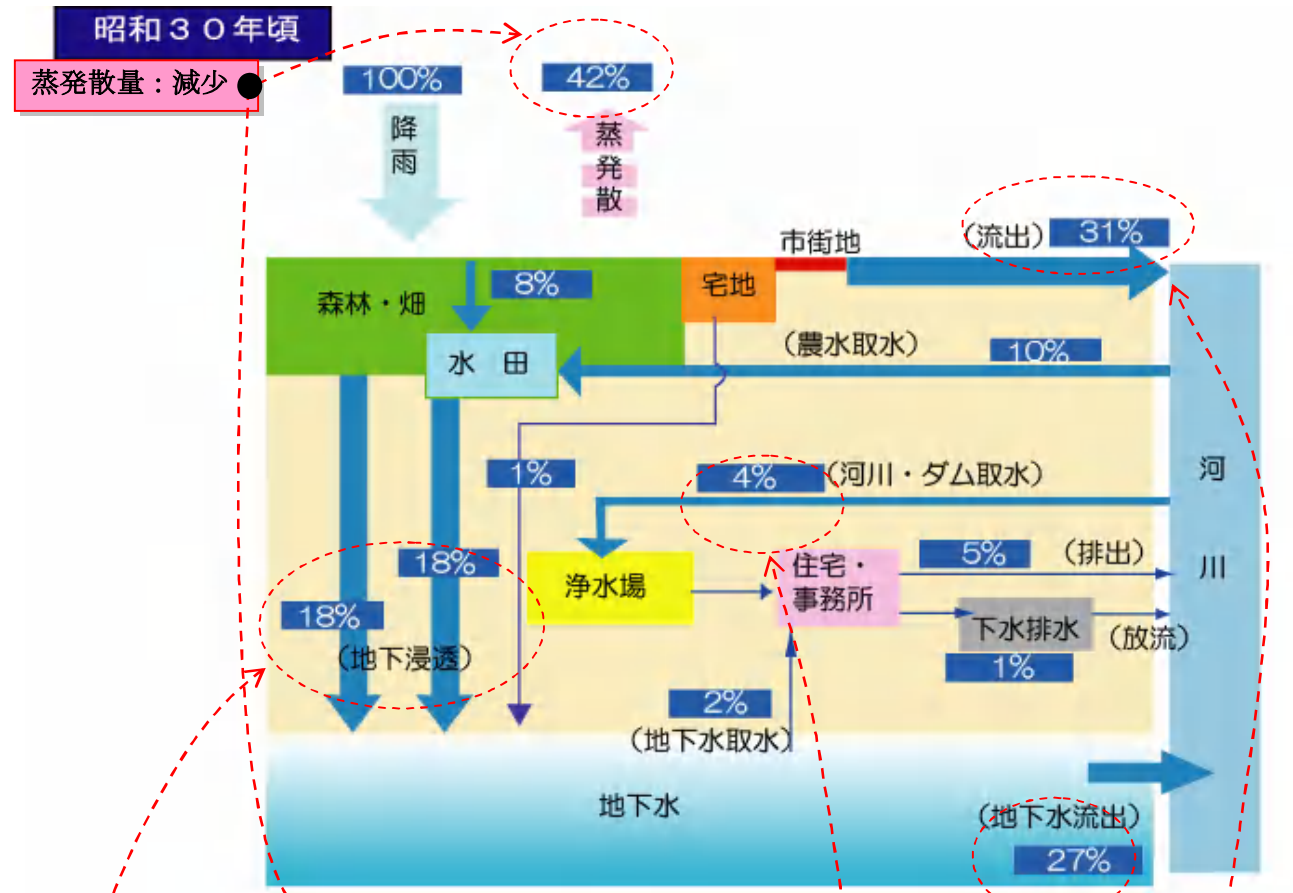 昭和３０年頃
蒸発散量：減少
100%
42%
降雨
蒸発散
市街地
（流出）
31%
森林・畑
8%
宅地
水 田
（農水取水）
10%
1%
4%
（河川・ダム取水）
河川
18%
18%
（地下浸透）
浄水場
住宅・
事務所
5%
（排出）
下水排水
（放流）
1%
2%
（地下水取水）
地下水
（地下水流出）
27%